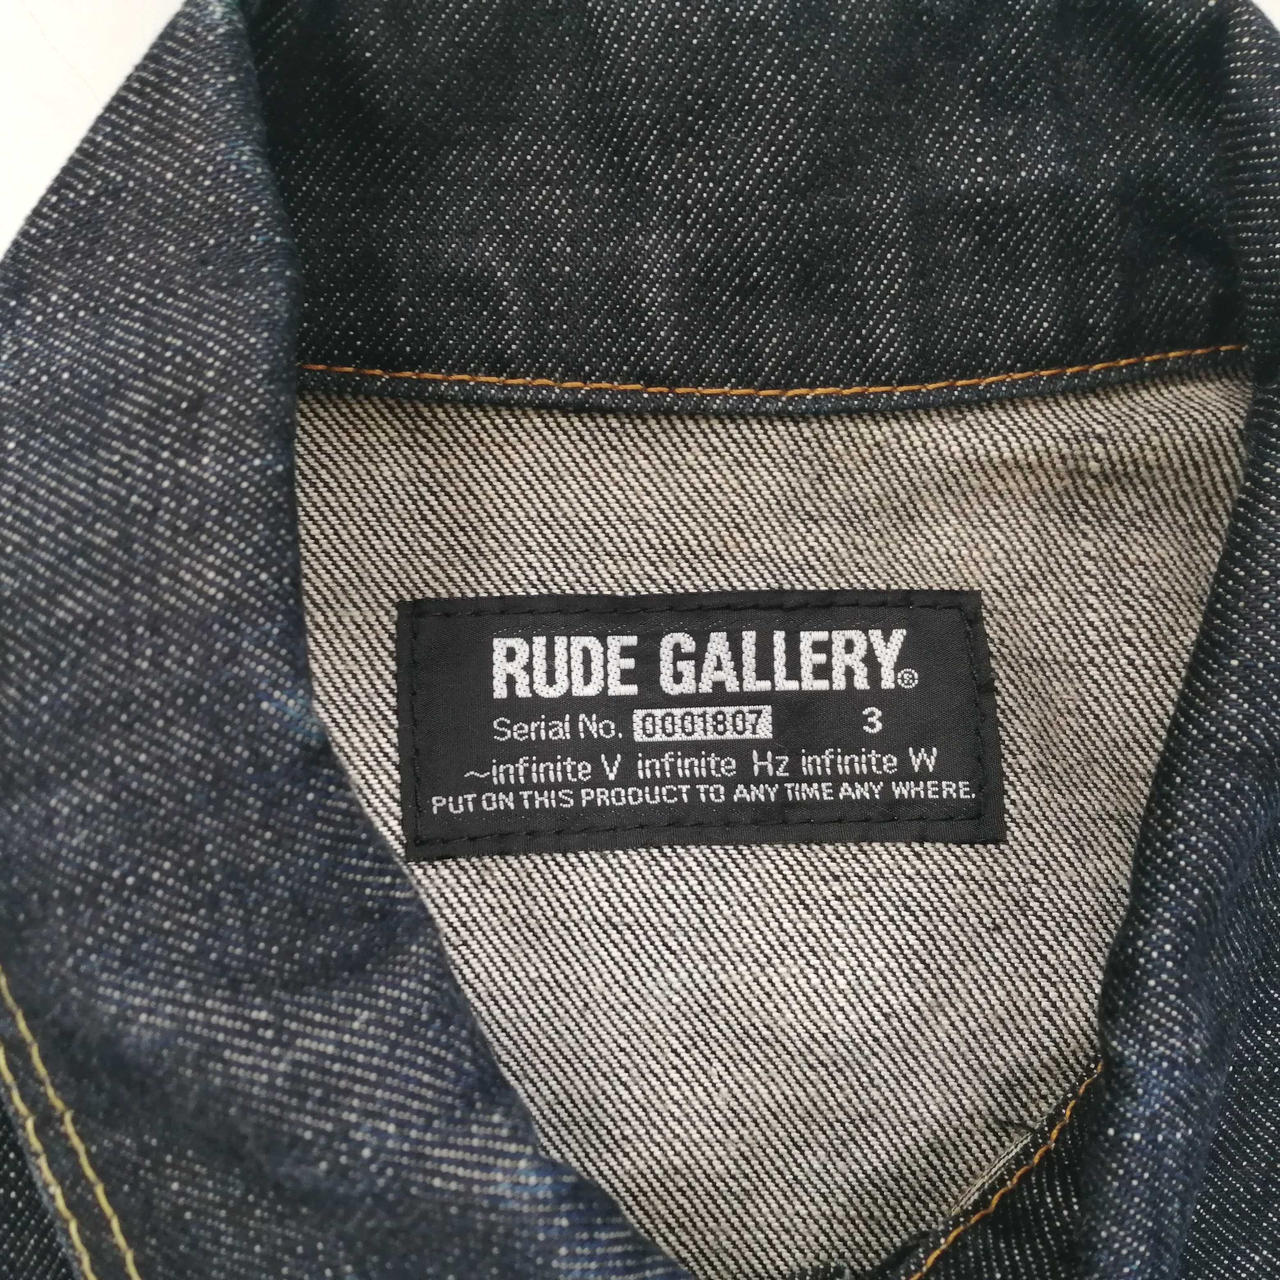 RUDE GALLERY®
Serial No. 0001807 3
~infinite V infinite Hz infinite W
PUT ON THIS PRODUCT TO ANY TIME ANY WHERE.